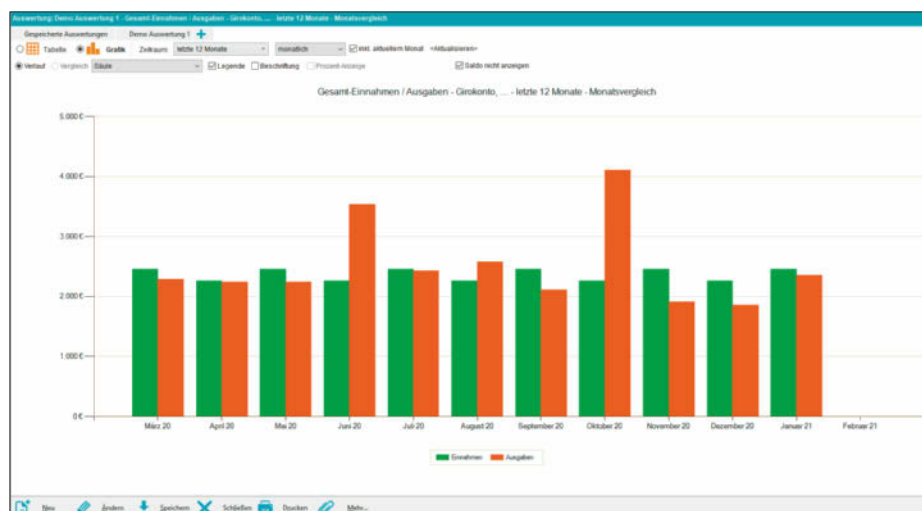 Auswertung: Demo Auswertung 1 - Gesamt-Einnahmen / Ausgaben - Girokonto, ... - letzte 12 Monate - Monatsvergleich
Gespeicherte Auswertungen Demo Auswertung 1
Tabelle Grafik Zeitraum: letzte 12 Monate monatlich inkl. aktuellem Monat <Aktualisieren>
Verlauf Vergleich Säule Legende Beschriftung Prozent-Anzeige Saldo nicht anzeigen
Gesamt-Einnahmen / Ausgaben - Girokonto, ... - letzte 12 Monate - Monatsvergleich
5.000 €
4.000 €
3.000 €
2.000 €
1.000 €
0 €
März 20 April 20 Mai 20 Juni 20 Juli 20 August 20 September 20 Oktober 20 November 20 Dezember 20 Januar 21 Februar 21
Einnahmen Ausgaben
Neu Ändern Speichern Schließen Drucken Mehr...